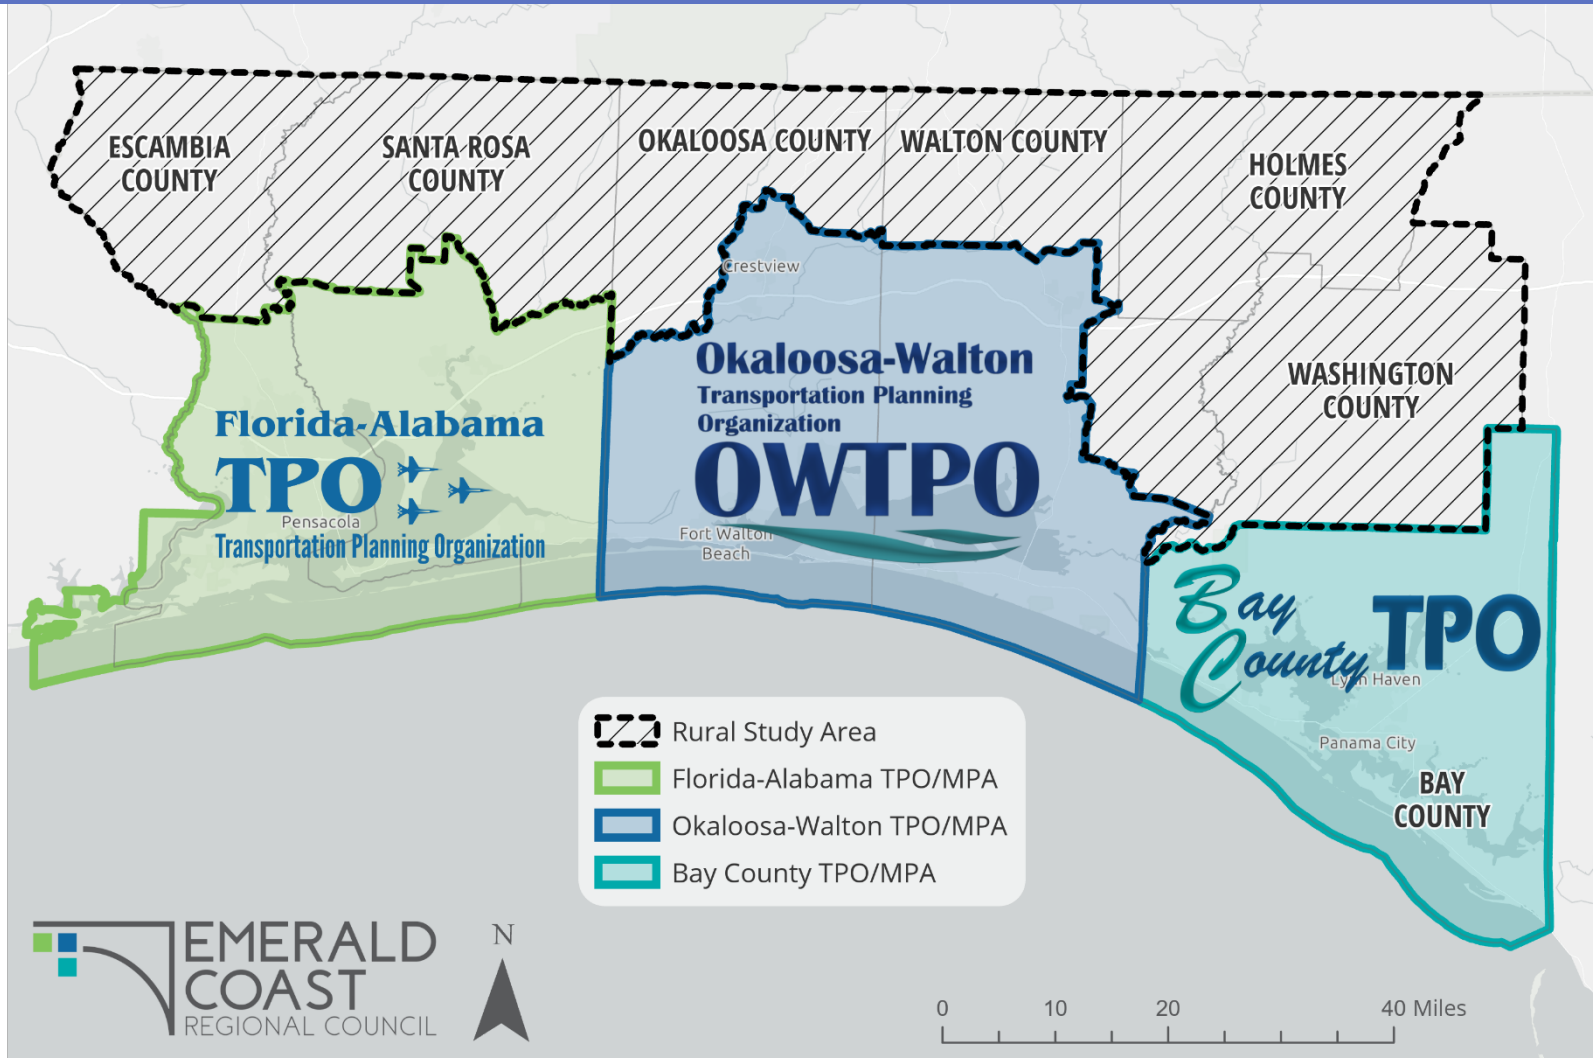 ESCAMBIA
COUNTY
SANTA ROSA
COUNTY
OKALOOSA COUNTY
WALTON COUNTY
HOLMES
COUNTY
WASHINGTON
COUNTY
Crestview
Florida-Alabama
TPO
Pensacola
Transportation Planning Organization
Okaloosa-Walton
Transportation Planning
Organization
OWTPO
Fort Walton
Beach
Bay
County
TPO
Lynn Haven
Panama City
BAY
COUNTY
Rural Study Area
Florida-Alabama TPO/MPA
Okaloosa-Walton TPO/MPA
Bay County TPO/MPA
EMERALD
COAST
REGIONAL COUNCIL
N
0 10 20 40 Miles